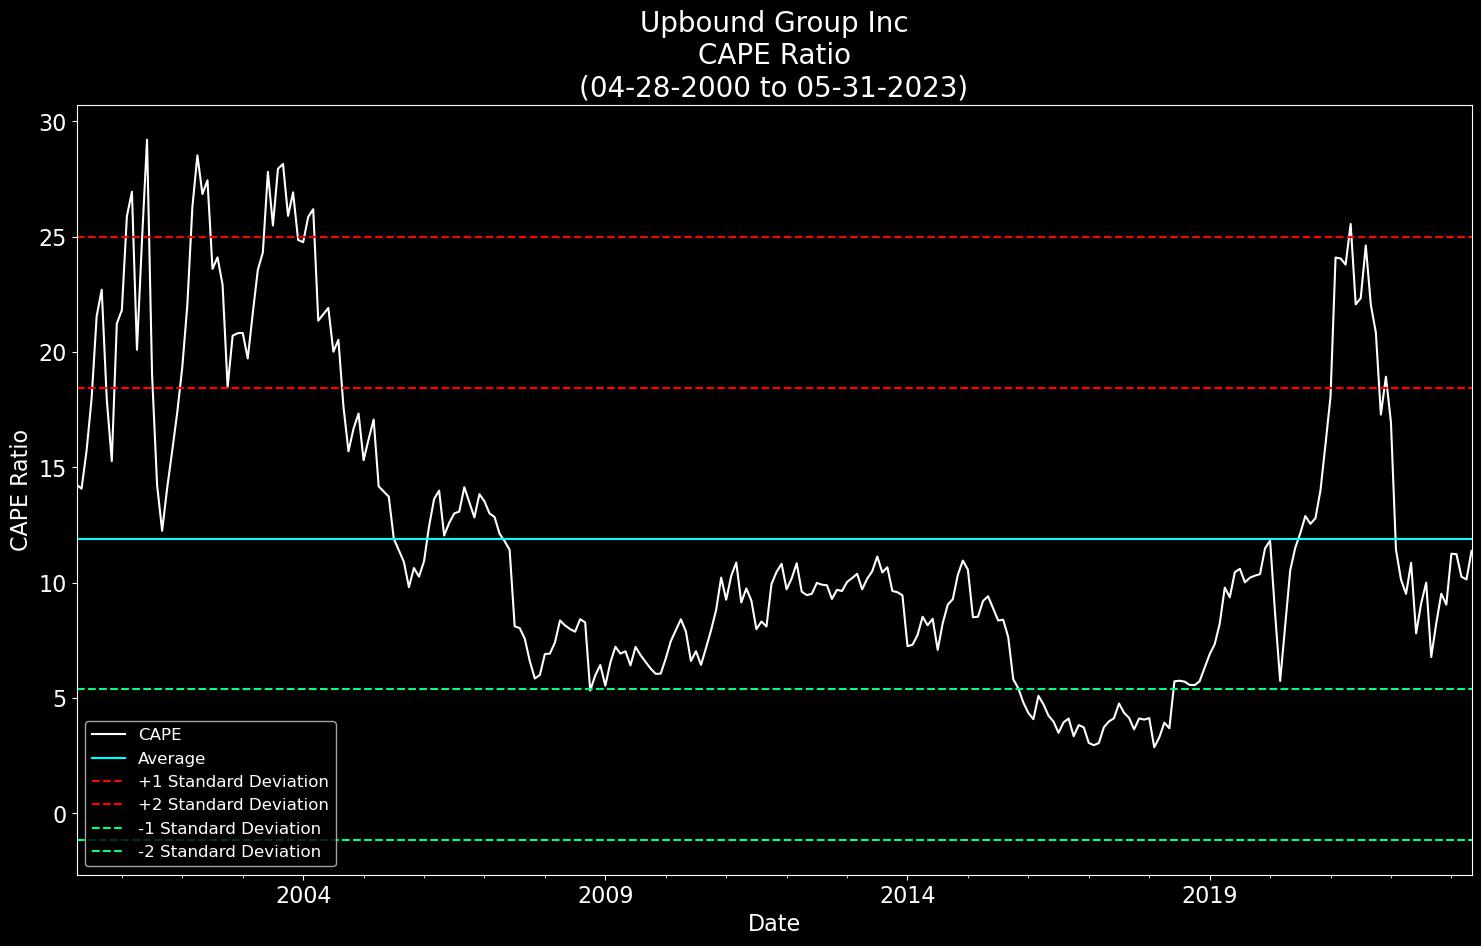 Upbound Group Inc
CAPE Ratio
(04-28-2000 to 05-31-2023)
30
25
20
15
10
5
0
CAPE Ratio
CAPE
Average
+1 Standard Deviation
+2 Standard Deviation
-1 Standard Deviation
-2 Standard Deviation
2004
2009
2014
2019
Date